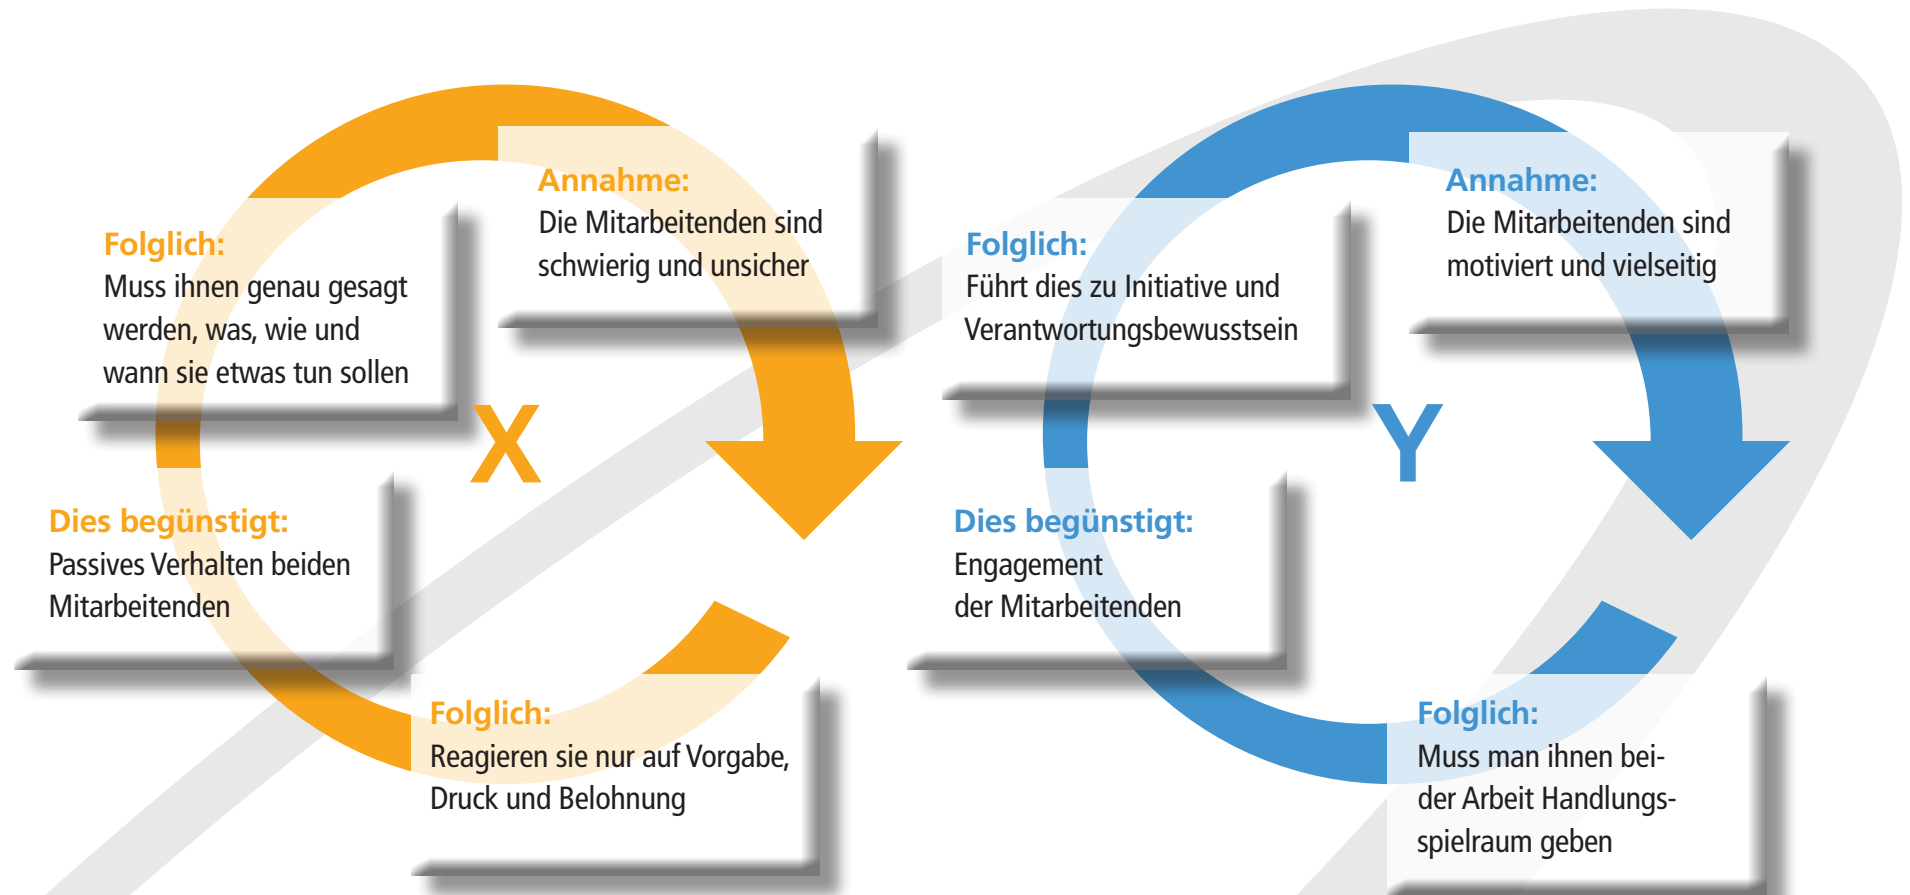 Annahme:
Die Mitarbeitenden sind
schwierig und unsicher
Folglich:
Muss ihnen genau gesagt
werden, was, wie und
wann sie etwas tun sollen
X
Dies begünstigt:
Passives Verhalten beiden
Mitarbeitenden
Folglich:
Reagieren sie nur auf Vorgabe,
Druck und Belohnung
Annahme:
Die Mitarbeitenden sind
motiviert und vielseitig
Folglich:
Führt dies zu Initiative und
Verantwortungsbewusstsein
Y
Dies begünstigt:
Engagement
der Mitarbeitenden
Folglich:
Muss man ihnen bei-
der Arbeit Handlungs-
spielraum geben